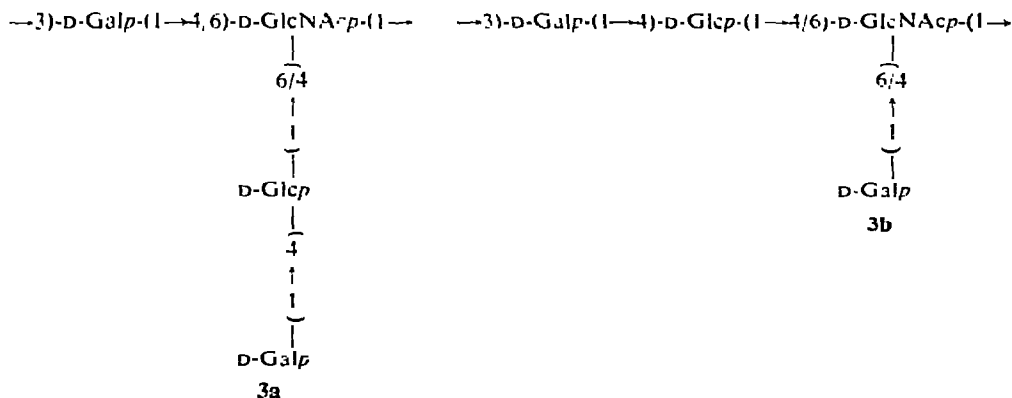 →3)-D-Galp-(1→4,6)-D-GlcNAcp-(1→
6/4
↑
1
D-Glcp
4
↑
1
D-Galp
3a
→3)-D-Galp-(1→4)-D-Glcp-(1→4/6)-D-GlcNAcp-(1→
6/4
↑
1
D-Galp
3b